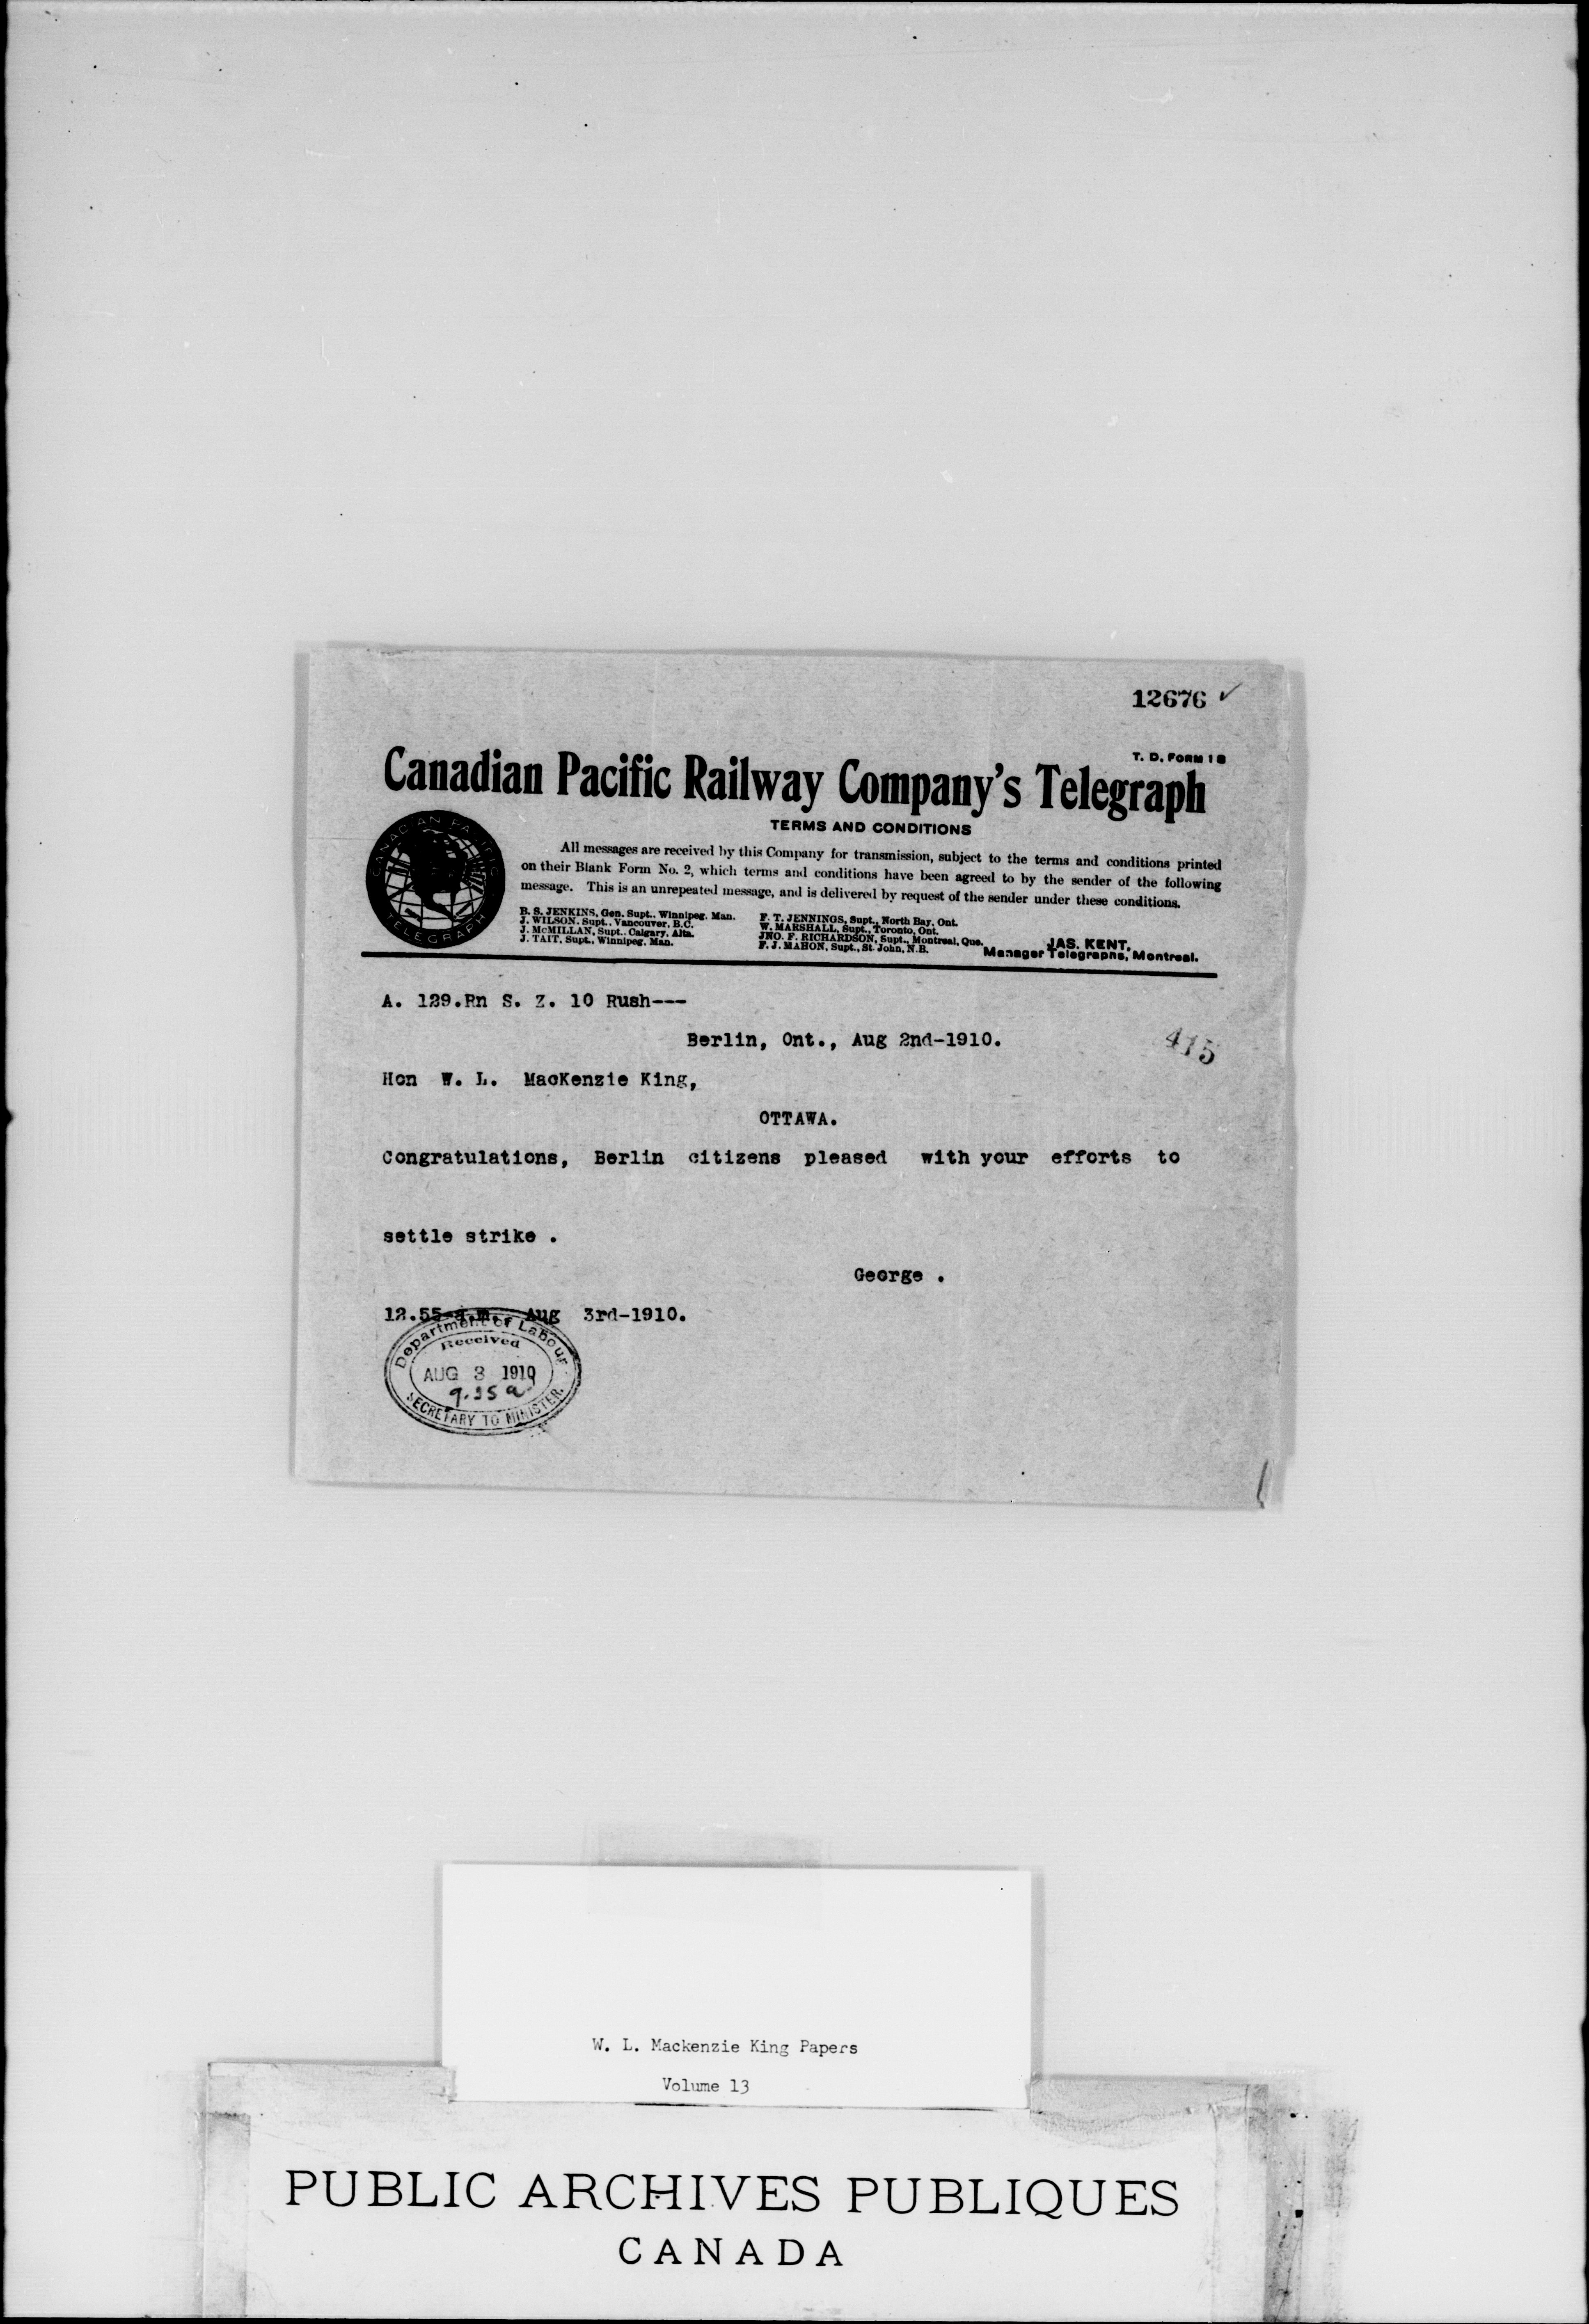 12676 ✓
T. D. FORM 1 B
Canadian Pacific Railway Company's Telegraph
CANADIAN PACIFIC
TELEGRAPH
TERMS AND CONDITIONS
All messages are received by this Company for transmission, subject to the terms and conditions printed
on their Blank Form No. 2, which terms and conditions have been agreed to by the sender of the following
message. This is an unrepeated message, and is delivered by request of the sender under these conditions.
B. S. JENKINS, Gen. Supt., Winnipeg, Man.
J. WILSON, Supt., Vancouver, B.C.
J. McMILLAN, Supt., Calgary, Alta.
J. TAIT, Supt., Winnipeg, Man.
F. T. JENNINGS, Supt., North Bay, Ont.
W. MARSHALL, Supt., Toronto, Ont.
JNO. F. RICHARDSON, Supt., Montreal, Que.
F. J. MAHON, Supt., St. John, N.B.
JAS. KENT,
Manager Telegraphs, Montreal.
A. 129.Rn S. Z. 10 Rush---
Berlin, Ont., Aug 2nd-1910.
415
Hon W. L. MacKenzie King,
OTTAWA.
Congratulations, Berlin citizens pleased with your efforts to
settle strike .
George .
12.55 a.m., Aug 3rd-1910.
Department of Labour
Received
AUG 3 1910
9.35 a
SECRETARY TO MINISTER.
W. L. Mackenzie King Papers
Volume 13
PUBLIC ARCHIVES PUBLIQUES
CANADA